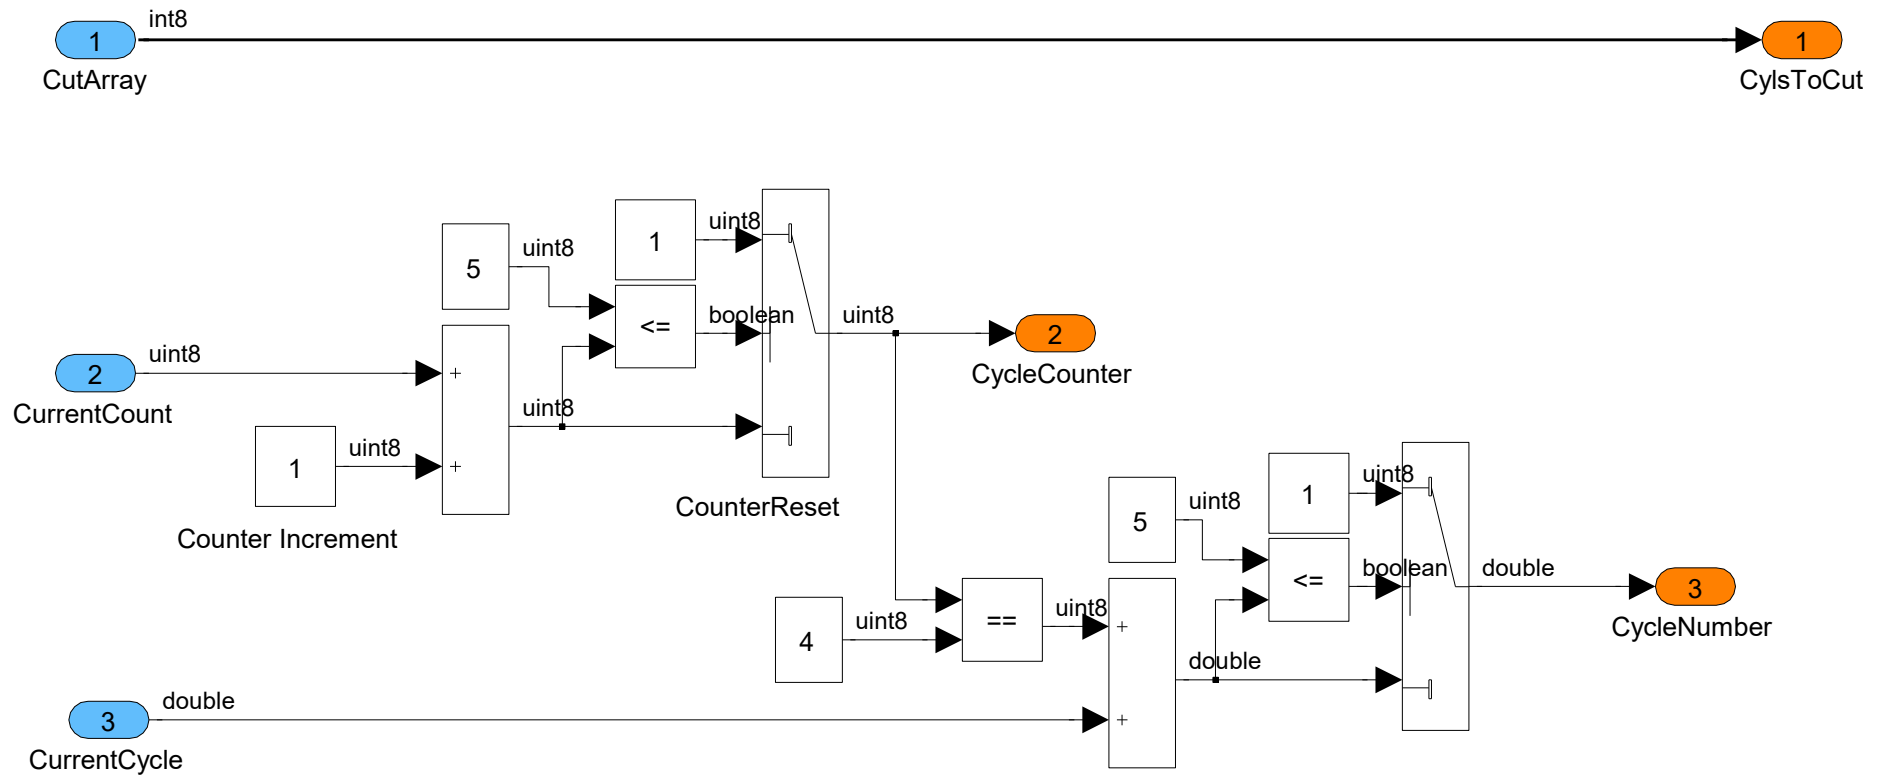 int8
1
CutArray
1
CylsToCut
uint8
1
5
uint8
<=
boolean
uint8
2
CycleCounter
uint8
2
CurrentCount
+
uint8
uint8
1
+
Counter Increment
CounterReset
uint8
1
5
uint8
<=
boolean
double
3
CycleNumber
4
uint8
==
uint8
+
double
double
3
CurrentCycle
+